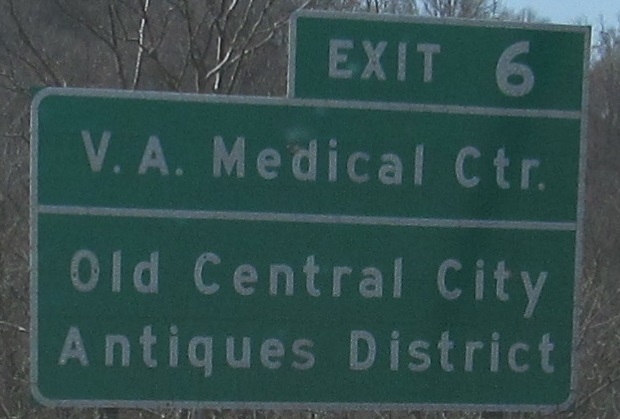 EXIT 6
V. A. Medical Ctr.
Old Central City
Antiques District